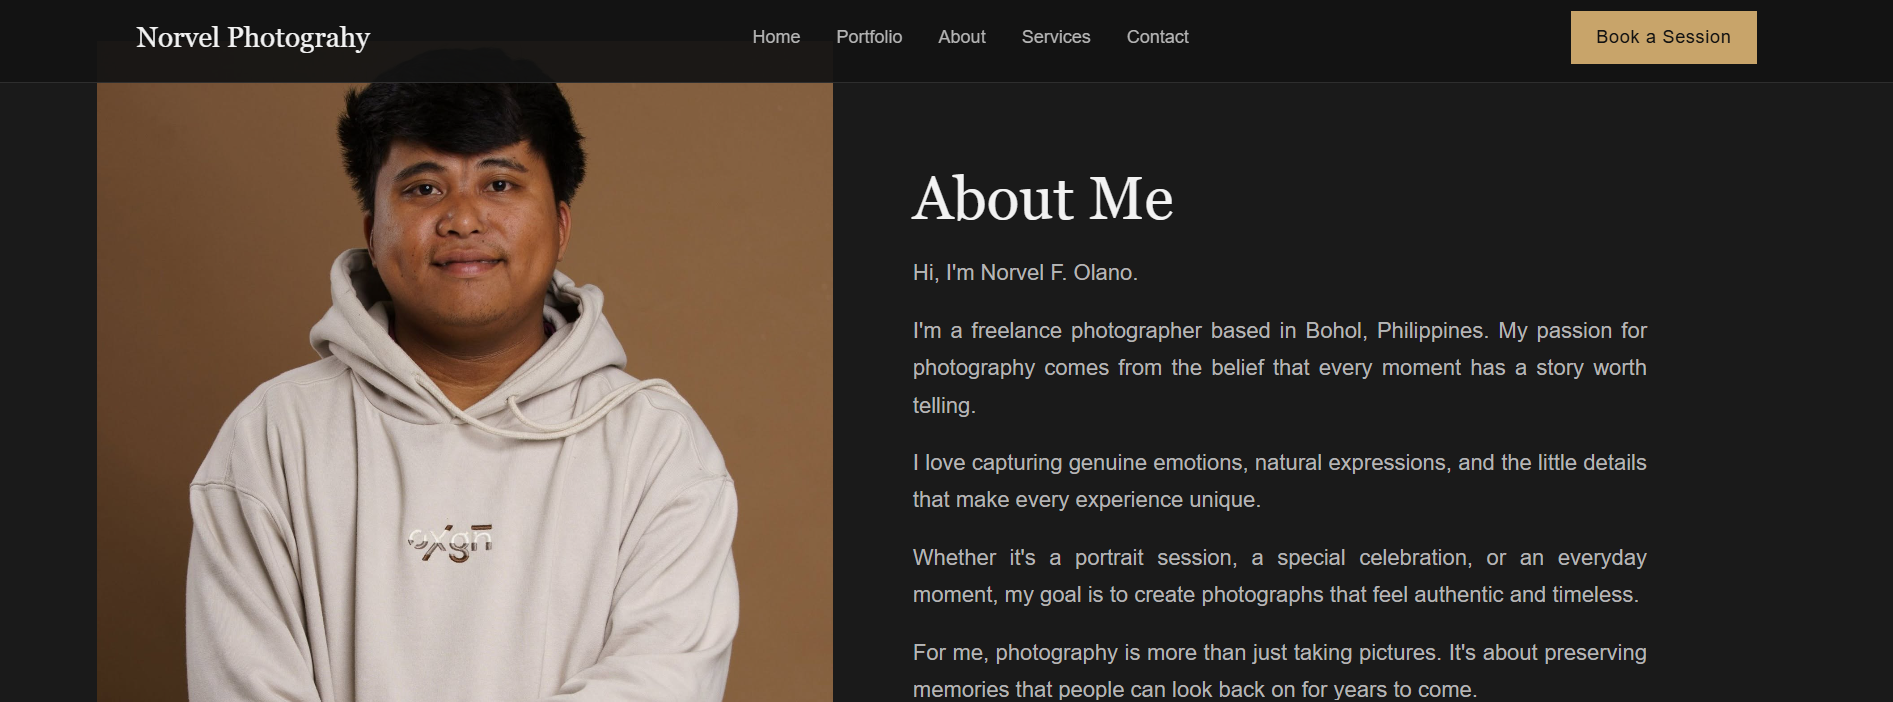 Norvel Photograhy
Home Portfolio About Services Contact
Book a Session
About Me
Hi, I'm Norvel F. Olano.
I'm a freelance photographer based in Bohol, Philippines. My passion for
photography comes from the belief that every moment has a story worth
telling.
I love capturing genuine emotions, natural expressions, and the little details
that make every experience unique.
Whether it's a portrait session, a special celebration, or an everyday
moment, my goal is to create photographs that feel authentic and timeless.
For me, photography is more than just taking pictures. It's about preserving
memories that people can look back on for years to come.
oxgn